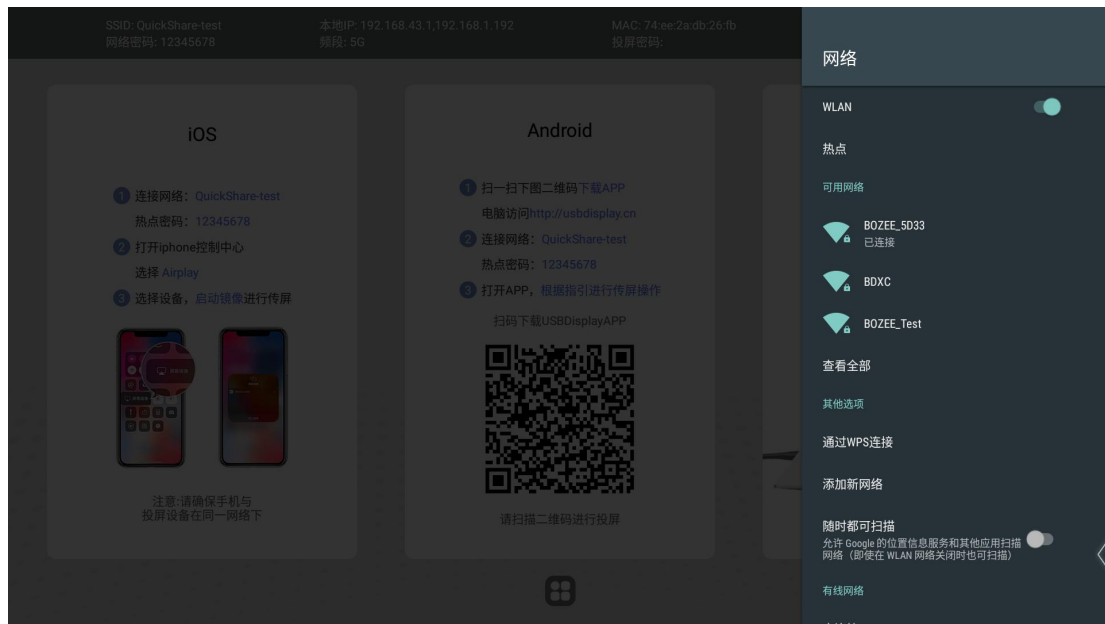 SSID: QuickShare-test
本地IP: 192.168.43.1,192.168.1.192
MAC: 74:ee:2a:db:26:fb
网络密码: 12345678
频段: 5G
投屏密码:
iOS
1 连接网络：QuickShare-test
热点密码：12345678
2 打开iphone控制中心
选择 Airplay
3 选择设备，启动镜像进行传屏
注意:请确保手机与
投屏设备在同一网络下
Android
1 扫一扫下图二维码下载APP
电脑访问http://usbdisplay.cn
2 连接网络：QuickShare-test
热点密码：12345678
3 打开APP，根据指引进行传屏操作
扫码下载USBDisplayAPP
请扫描二维码进行投屏
网络
WLAN
热点
可用网络
BOZEE_5D33
已连接
BDXC
BOZEE_Test
查看全部
其他选项
通过WPS连接
添加新网络
随时都可扫描
允许 Google 的位置信息服务和其他应用扫描
网络（即使在 WLAN 网络关闭时也可扫描）
有线网络